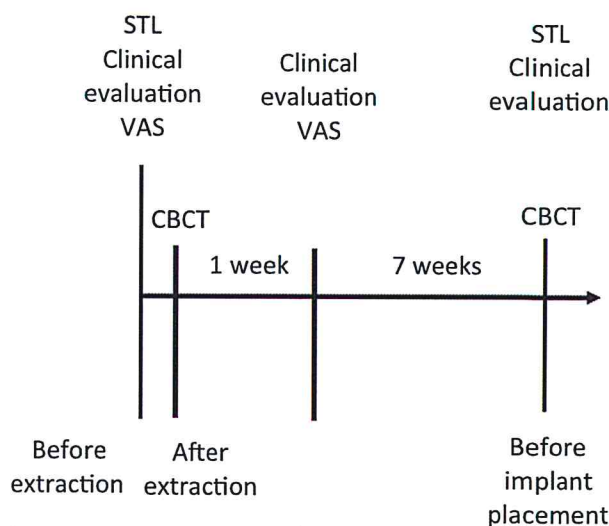 STL
Clinical
evaluation
VAS
Clinical
evaluation
VAS
STL
Clinical
evaluation
CBCT
CBCT
1 week
7 weeks
Before
extraction
After
extraction
Before
implant
placement